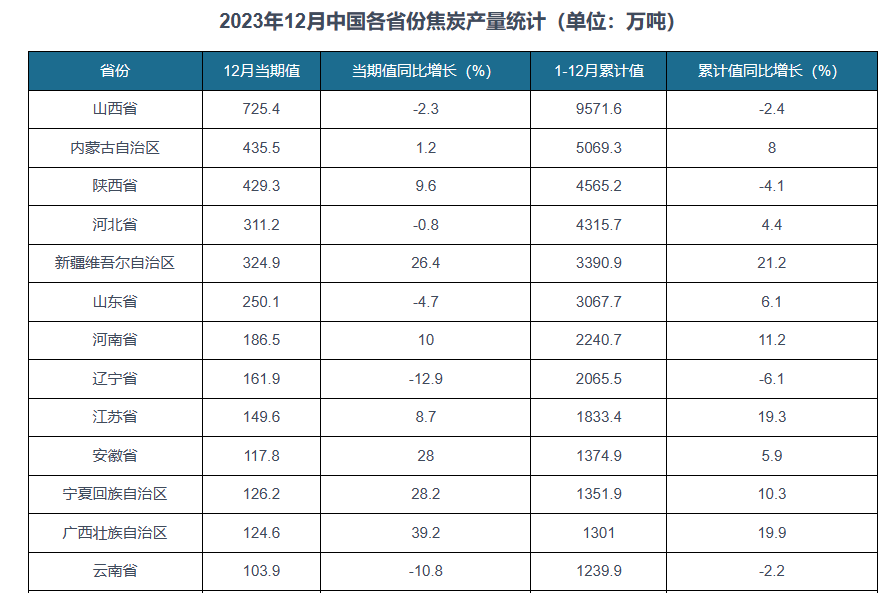 2023年12月中国各省份焦炭产量统计（单位：万吨）
省份 12月当期值 当期值同比增长（%） 1-12月累计值 累计值同比增长（%）
山西省 725.4 -2.3 9571.6 -2.4
内蒙古自治区 435.5 1.2 5069.3 8
陕西省 429.3 9.6 4565.2 -4.1
河北省 311.2 -0.8 4315.7 4.4
新疆维吾尔自治区 324.9 26.4 3390.9 21.2
山东省 250.1 -4.7 3067.7 6.1
河南省 186.5 10 2240.7 11.2
辽宁省 161.9 -12.9 2065.5 -6.1
江苏省 149.6 8.7 1833.4 19.3
安徽省 117.8 28 1374.9 5.9
宁夏回族自治区 126.2 28.2 1351.9 10.3
广西壮族自治区 124.6 39.2 1301 19.9
云南省 103.9 -10.8 1239.9 -2.2